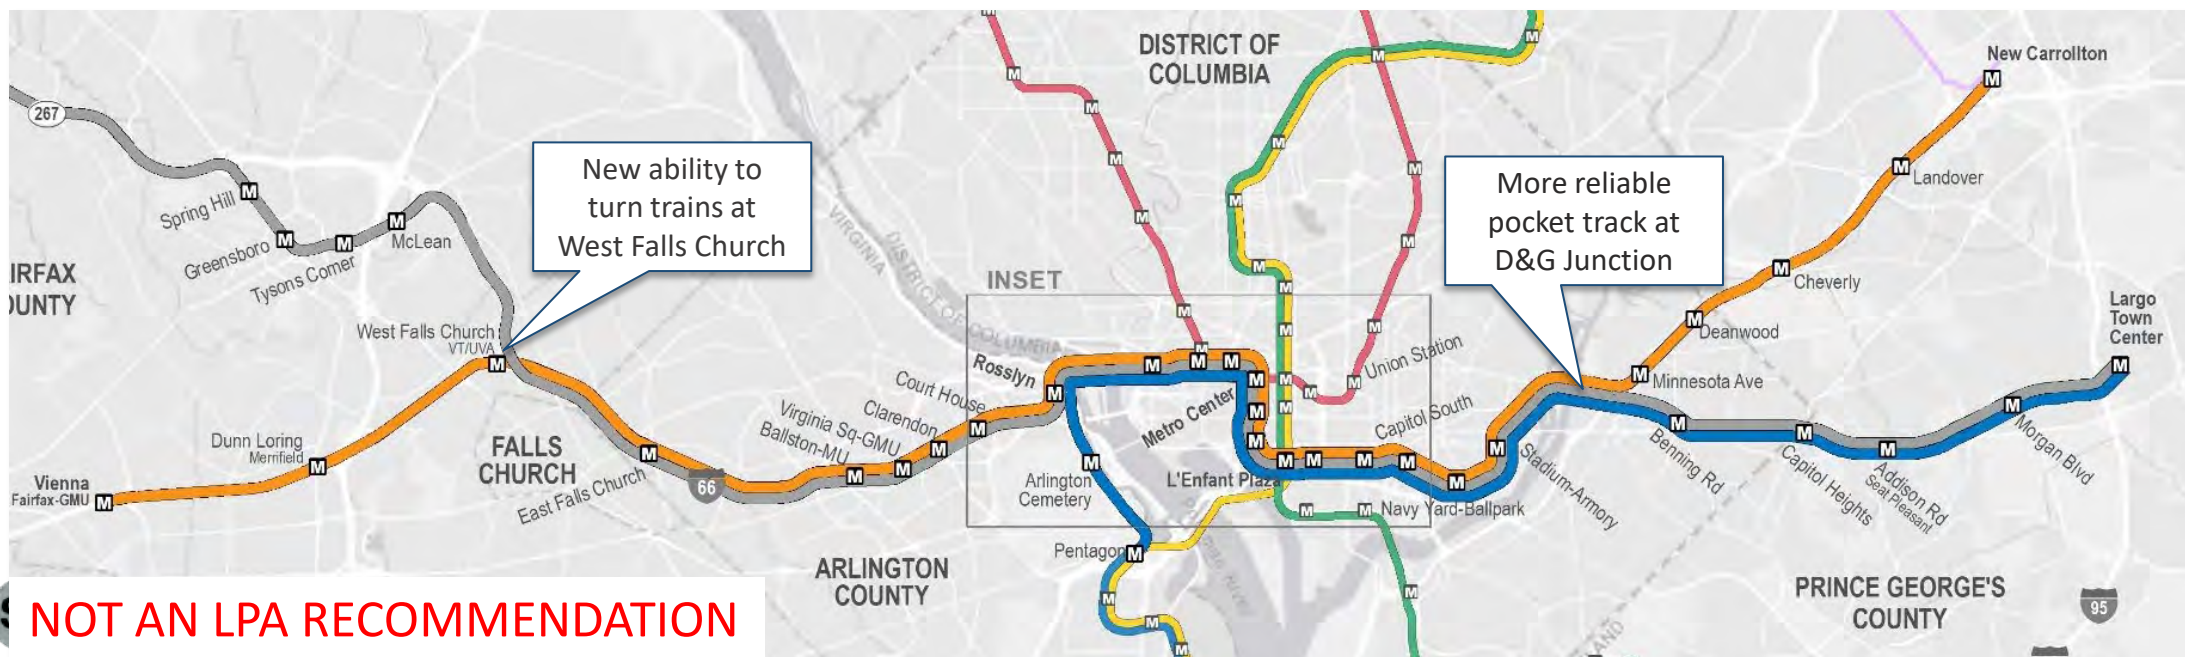 DISTRICT OF
COLUMBIA
New Carrollton
267
New ability to
turn trains at
West Falls Church
More reliable
pocket track at
D&G Junction
Landover
Spring Hill
Greensboro
Tysons Corner
McLean
VIRGINIA
DISTRICT OF COLUMBIA
INSET
Cheverly
AIRFAX
OUNTY
Largo
Town
Center
West Falls Church
VT/UVA
Deanwood
Union Station
Rosslyn
Minnesota Ave
Court House
Clarendon
Virginia Sq-GMU
Ballston-MU
Metro Center
Capitol South
Dunn Loring
Merrifield
FALLS
CHURCH
East Falls Church
66
Vienna
Fairfax-GMU
Arlington
Cemetery
L'Enfant Plaza
Navy Yard-Ballpark
Stadium-Armory
Benning Rd
Capitol Heights
Addison Rd
Seat Pleasant
Morgan Blvd
Pentagon
ARLINGTON
COUNTY
PRINCE GEORGE'S
COUNTY
95
NOT AN LPA RECOMMENDATION